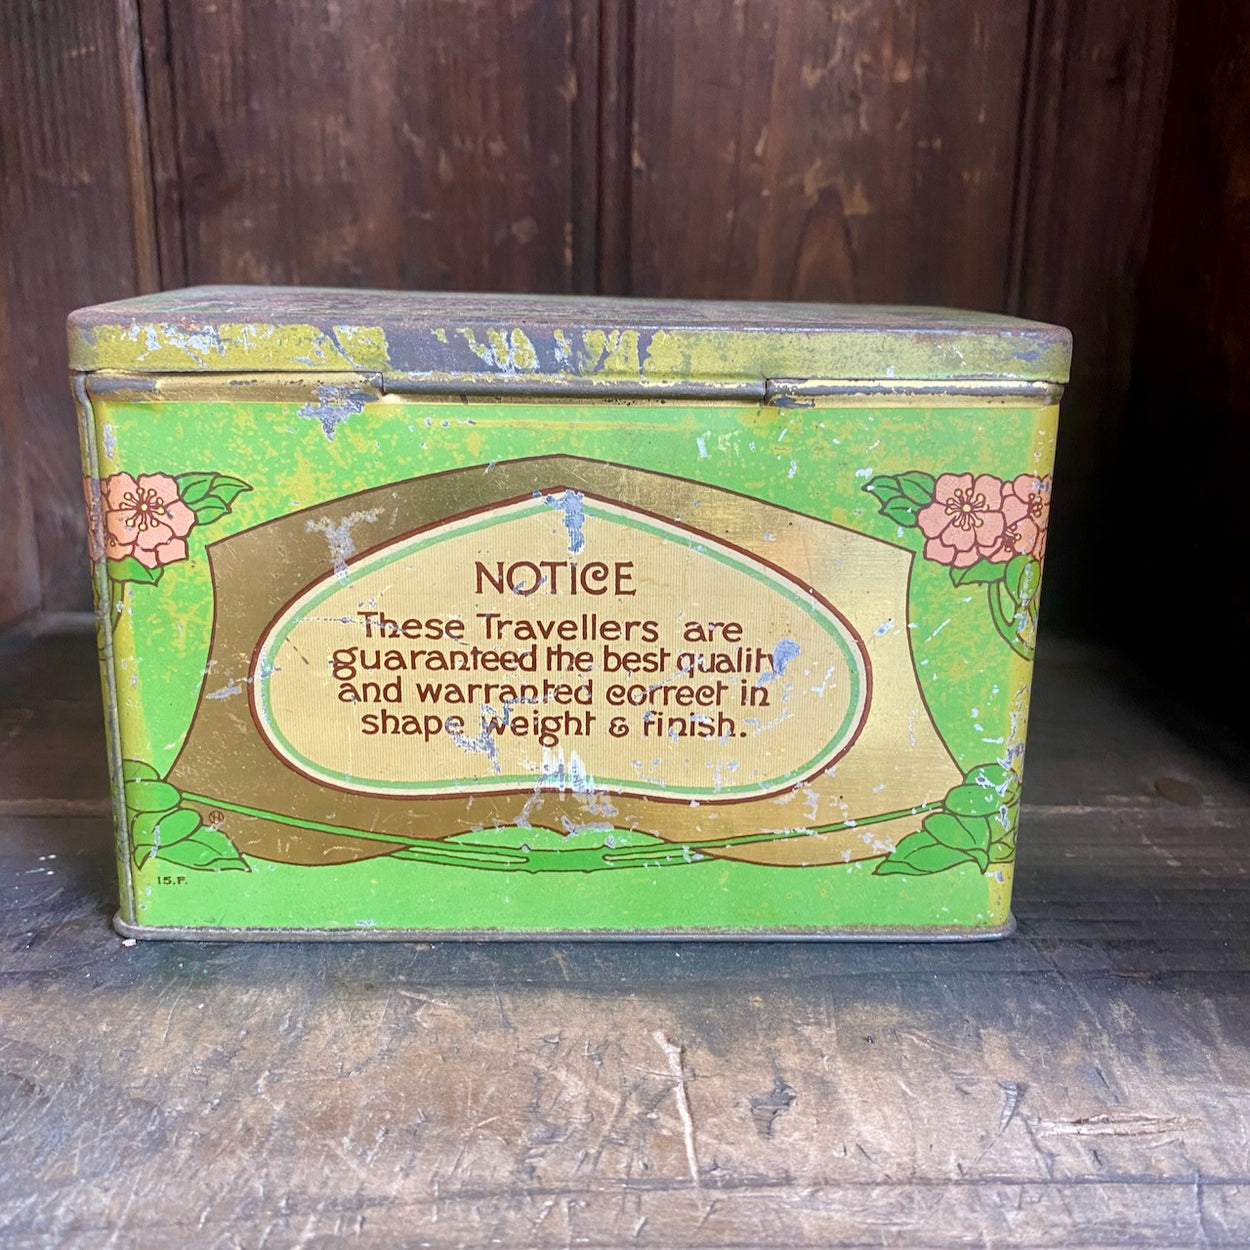 NOTICE
These Travellers are
guaranteed the best quality
and warranted correct in
shape weight & finish.
H
15.F.